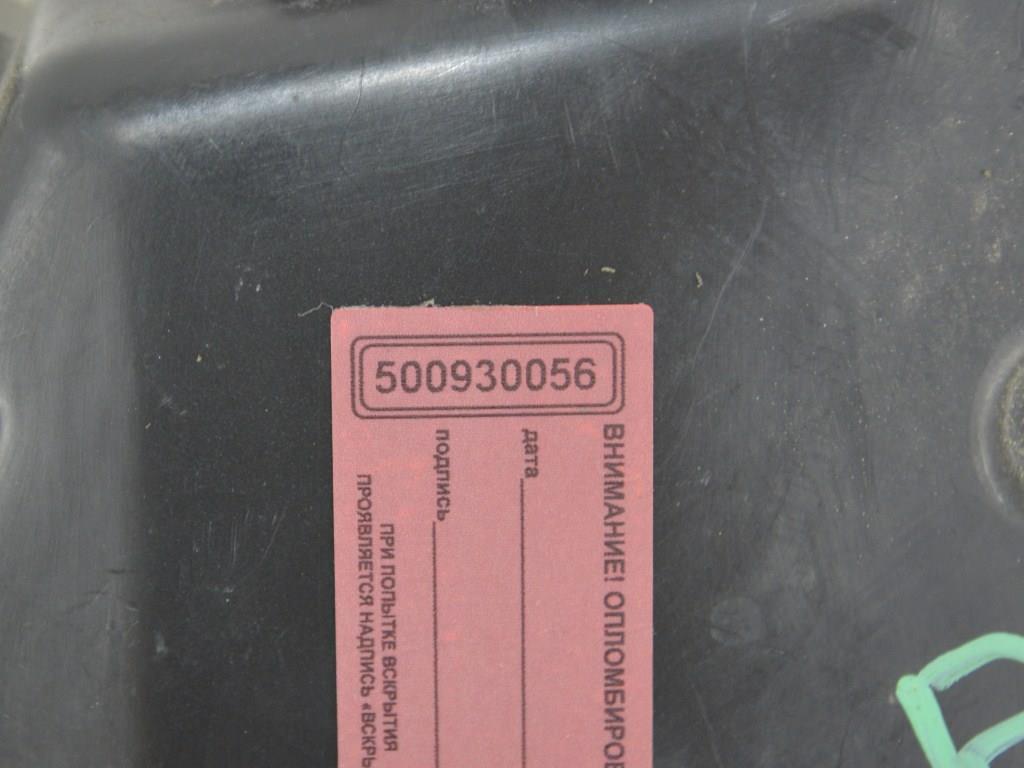 500930056
ВНИМАНИЕ! ОПЛОМБИРОВ
дата
подпись
ПРИ ПОПЫТКЕ ВСКРЫТИЯ
ПРОЯВЛЯЕТСЯ НАДПИСЬ «ВСКРЫ